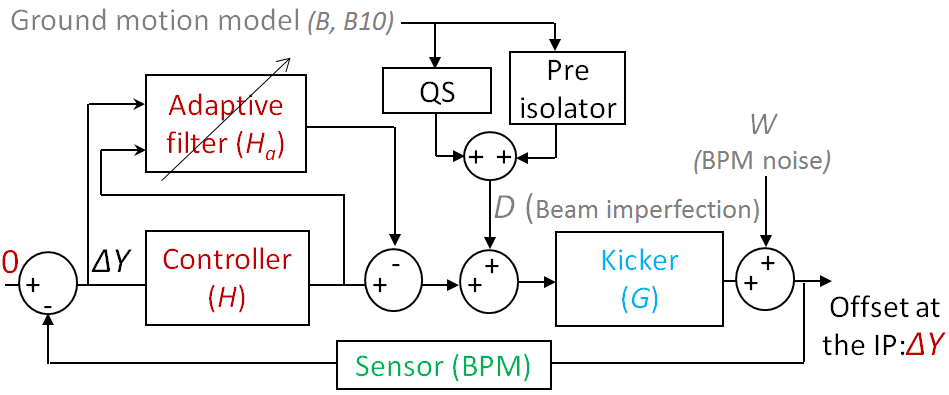 Ground motion model (B, B10)
QS
Pre
isolator
Adaptive
filter (Ha)
+ +
W
(BPM noise)
D (Beam imperfection)
0
+
-
ΔY
Controller
(H)
-
+
+
+
Kicker
(G)
+
+
Offset at
the IP:ΔY
Sensor (BPM)